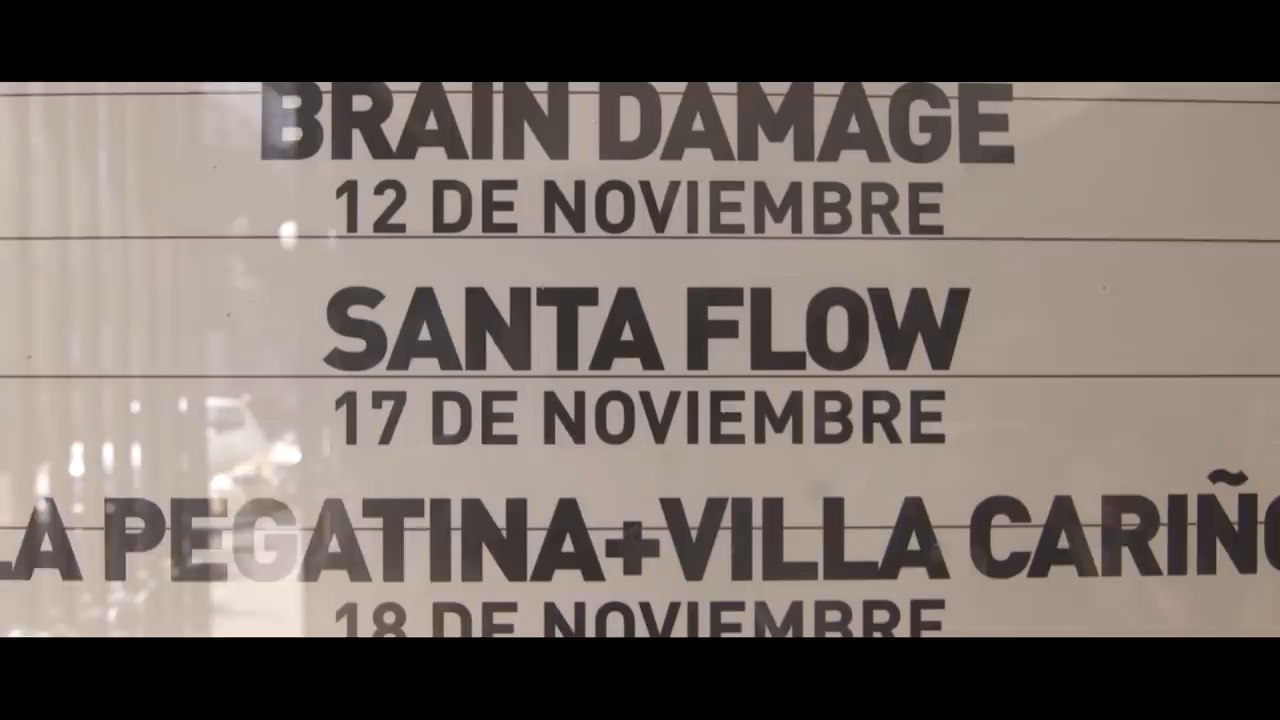 BRAIN DAMAGE
12 DE NOVIEMBRE
SANTA FLOW
17 DE NOVIEMBRE
LA PEGATINA+VILLA CARIÑO
18 DE NOVIEMBRE